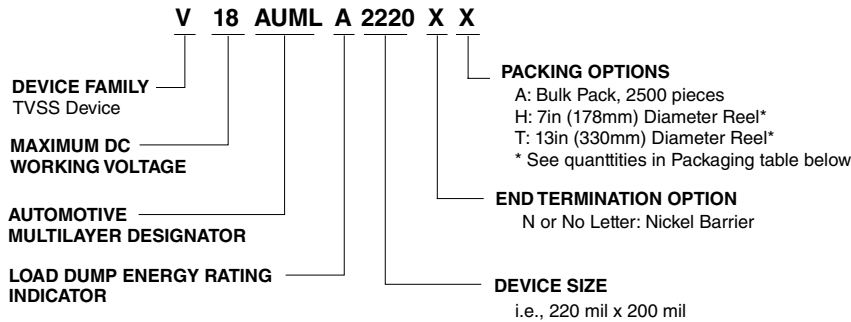 V 18 AUML A 2220 X X
DEVICE FAMILY
TVSS Device
MAXIMUM DC
WORKING VOLTAGE
AUTOMOTIVE
MULTILAYER DESIGNATOR
LOAD DUMP ENERGY RATING
INDICATOR
PACKING OPTIONS
A: Bulk Pack, 2500 pieces
H: 7in (178mm) Diameter Reel*
T: 13in (330mm) Diameter Reel*
* See quanttities in Packaging table below
END TERMINATION OPTION
N or No Letter: Nickel Barrier
DEVICE SIZE
i.e., 220 mil x 200 mil